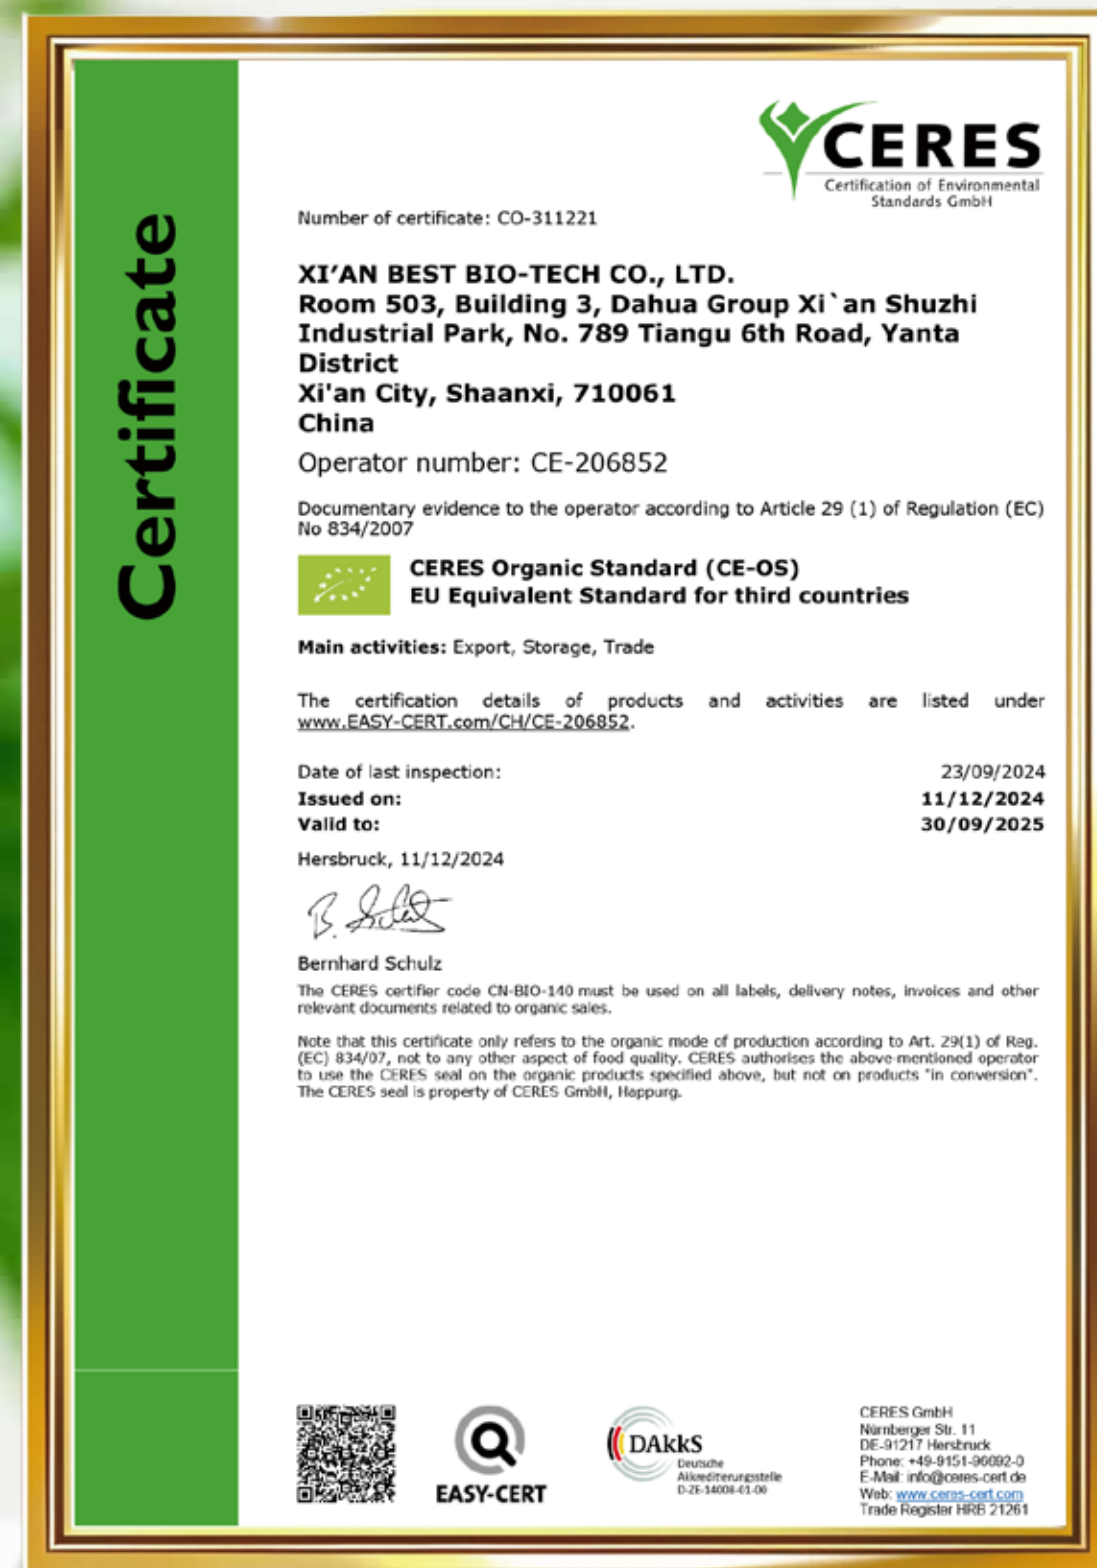 Certificate
CERES
Certification of Environmental
Standards GmbH
Number of certificate: CO-311221
XI’AN BEST BIO-TECH CO., LTD.
Room 503, Building 3, Dahua Group Xi`an Shuzhi
Industrial Park, No. 789 Tiangu 6th Road, Yanta
District
Xi'an City, Shaanxi, 710061
China
Operator number: CE-206852
Documentary evidence to the operator according to Article 29 (1) of Regulation (EC)
No 834/2007
CERES Organic Standard (CE-OS)
EU Equivalent Standard for third countries
Main activities: Export, Storage, Trade
The certification details of products and activities are listed under
www.EASY-CERT.com/CH/CE-206852.
Date of last inspection: 23/09/2024
Issued on: 11/12/2024
Valid to: 30/09/2025
Hersbruck, 11/12/2024
Bernhard Schulz
The CERES certifier code CN-BIO-140 must be used on all labels, delivery notes, invoices and other
relevant documents related to organic sales.
Note that this certificate only refers to the organic mode of production according to Art. 29(1) of Reg.
(EC) 834/07, not to any other aspect of food quality. CERES authorises the above-mentioned operator
to use the CERES seal on the organic products specified above, but not on products "in conversion".
The CERES seal is property of CERES GmbH, Happurg.
EASY-CERT
DAkkS
Deutsche
Akkreditierungsstelle
D-ZE-14008-01-00
CERES GmbH
Nürnberger Str. 11
DE-91217 Hersbruck
Phone: +49-9151-96692-0
E-Mail: info@ceres-cert.de
Web: www.ceres-cert.com
Trade Register HRB 21261